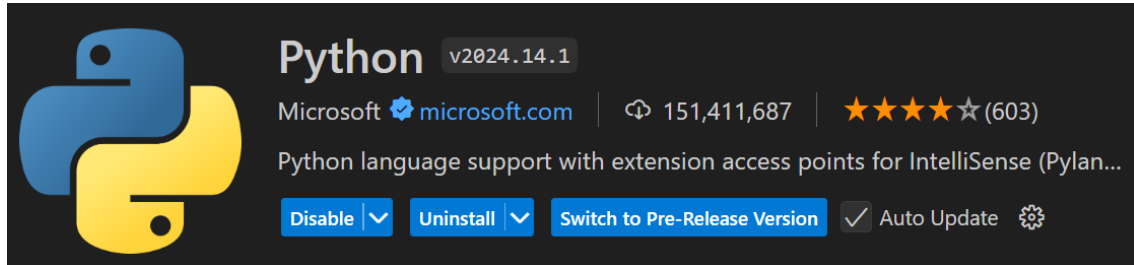 Python v2024.14.1
Microsoft microsoft.com 151,411,687 (603)
Python language support with extension access points for IntelliSense (Pylan...
Disable Uninstall Switch to Pre-Release Version Auto Update